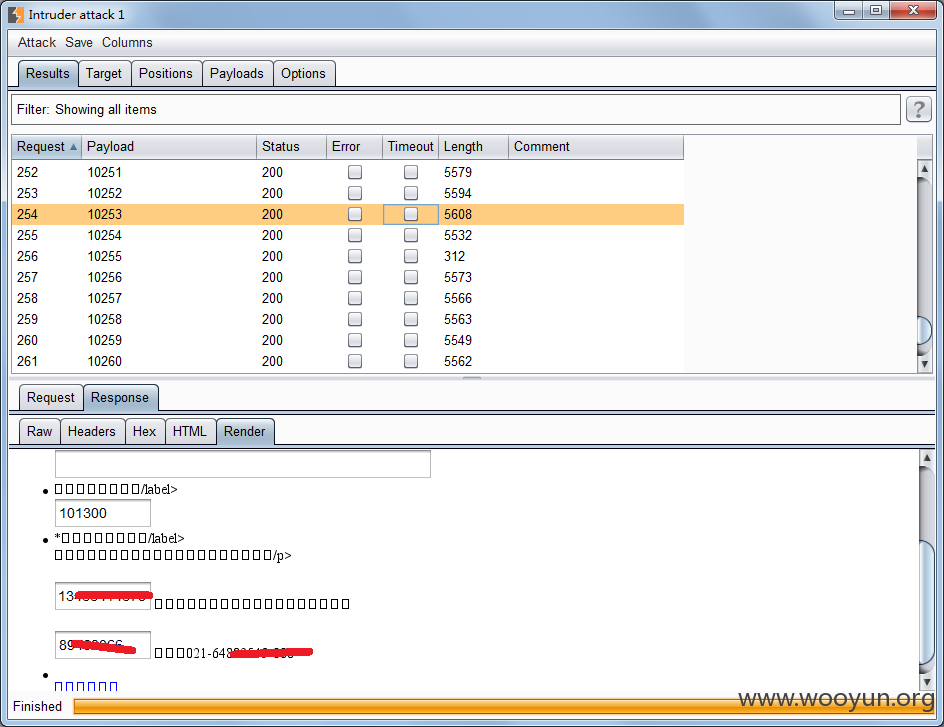 Intruder attack 1
Attack Save Columns
Results Target Positions Payloads Options
Filter: Showing all items ?
Request Payload Status Error Timeout Length Comment
252 10251 200 5579
253 10252 200 5594
254 10253 200 5608
255 10254 200 5532
256 10255 200 312
257 10256 200 5573
258 10257 200 5566
259 10258 200 5563
260 10259 200 5549
261 10260 200 5562
Request Response
Raw Headers Hex HTML Render
/label>
101300
*/label>
/p>
13
89
021-648
Finished
www.wooyun.org